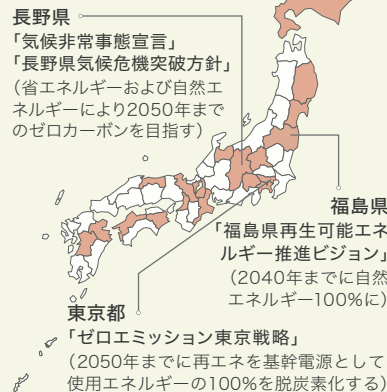 長野県
「気候非常事態宣言」
「長野県気候危機突破方針」
（省エネルギーおよび自然エ
ネルギーにより2050年まで
のゼロカーボンを目指す）
福島県
「福島県再生可能エネ
ルギー推進ビジョン」
（2040年までに自然
エネルギー100%に）
東京都
「ゼロエミッション東京戦略」
（2050年までに再エネを基幹電源として
使用エネルギーの100%を脱炭素化する）